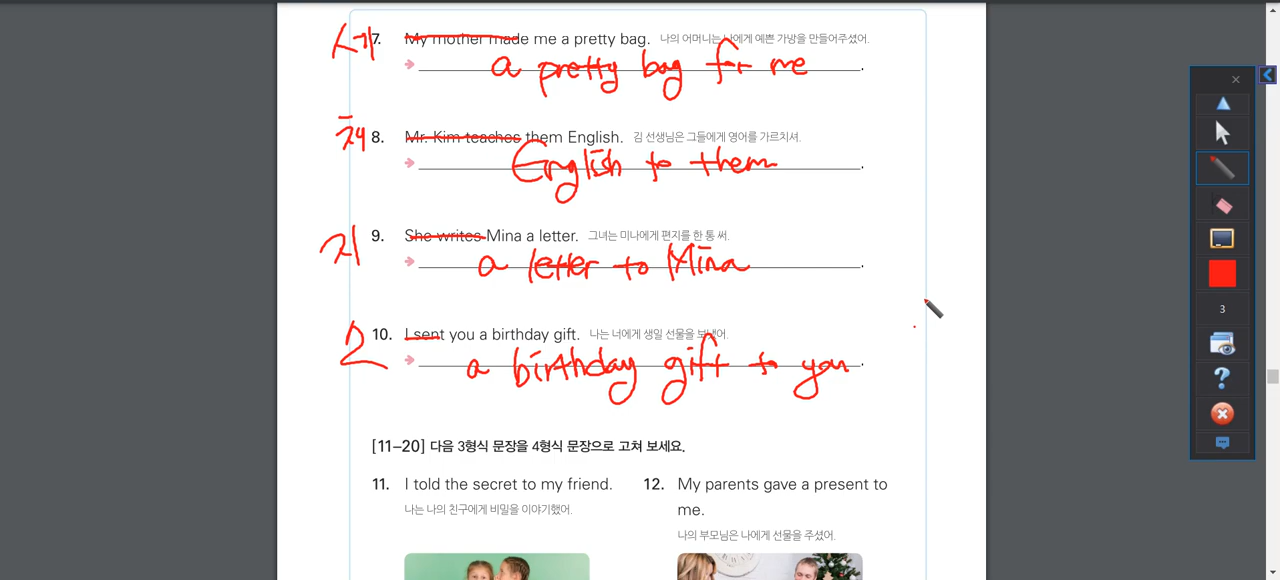 7. My mother made me a pretty bag. 나의 어머니는 나에게 예쁜 가방을 만들어주셨어.
a pretty bag for me.
8. Mr. Kim teaches them English. 김 선생님은 그들에게 영어를 가르치셔.
English to them.
9. She writes Mina a letter. 그녀는 미나에게 편지를 한 통 써.
a letter to Mina.
10. I sent you a birthday gift. 나는 너에게 생일 선물을 보냈어.
a birthday gift to you.
[11–20] 다음 3형식 문장을 4형식 문장으로 고쳐 보세요.
11. I told the secret to my friend.
나는 나의 친구에게 비밀을 이야기했어.
12. My parents gave a present to
me.
나의 부모님은 나에게 선물을 주셨어.
3